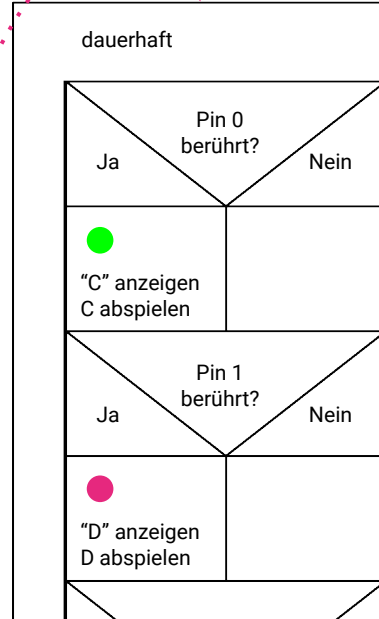 dauerhaft
Pin 0
berührt?
Ja
Nein
“C” anzeigen
C abspielen
Pin 1
berührt?
Ja
Nein
“D” anzeigen
D abspielen